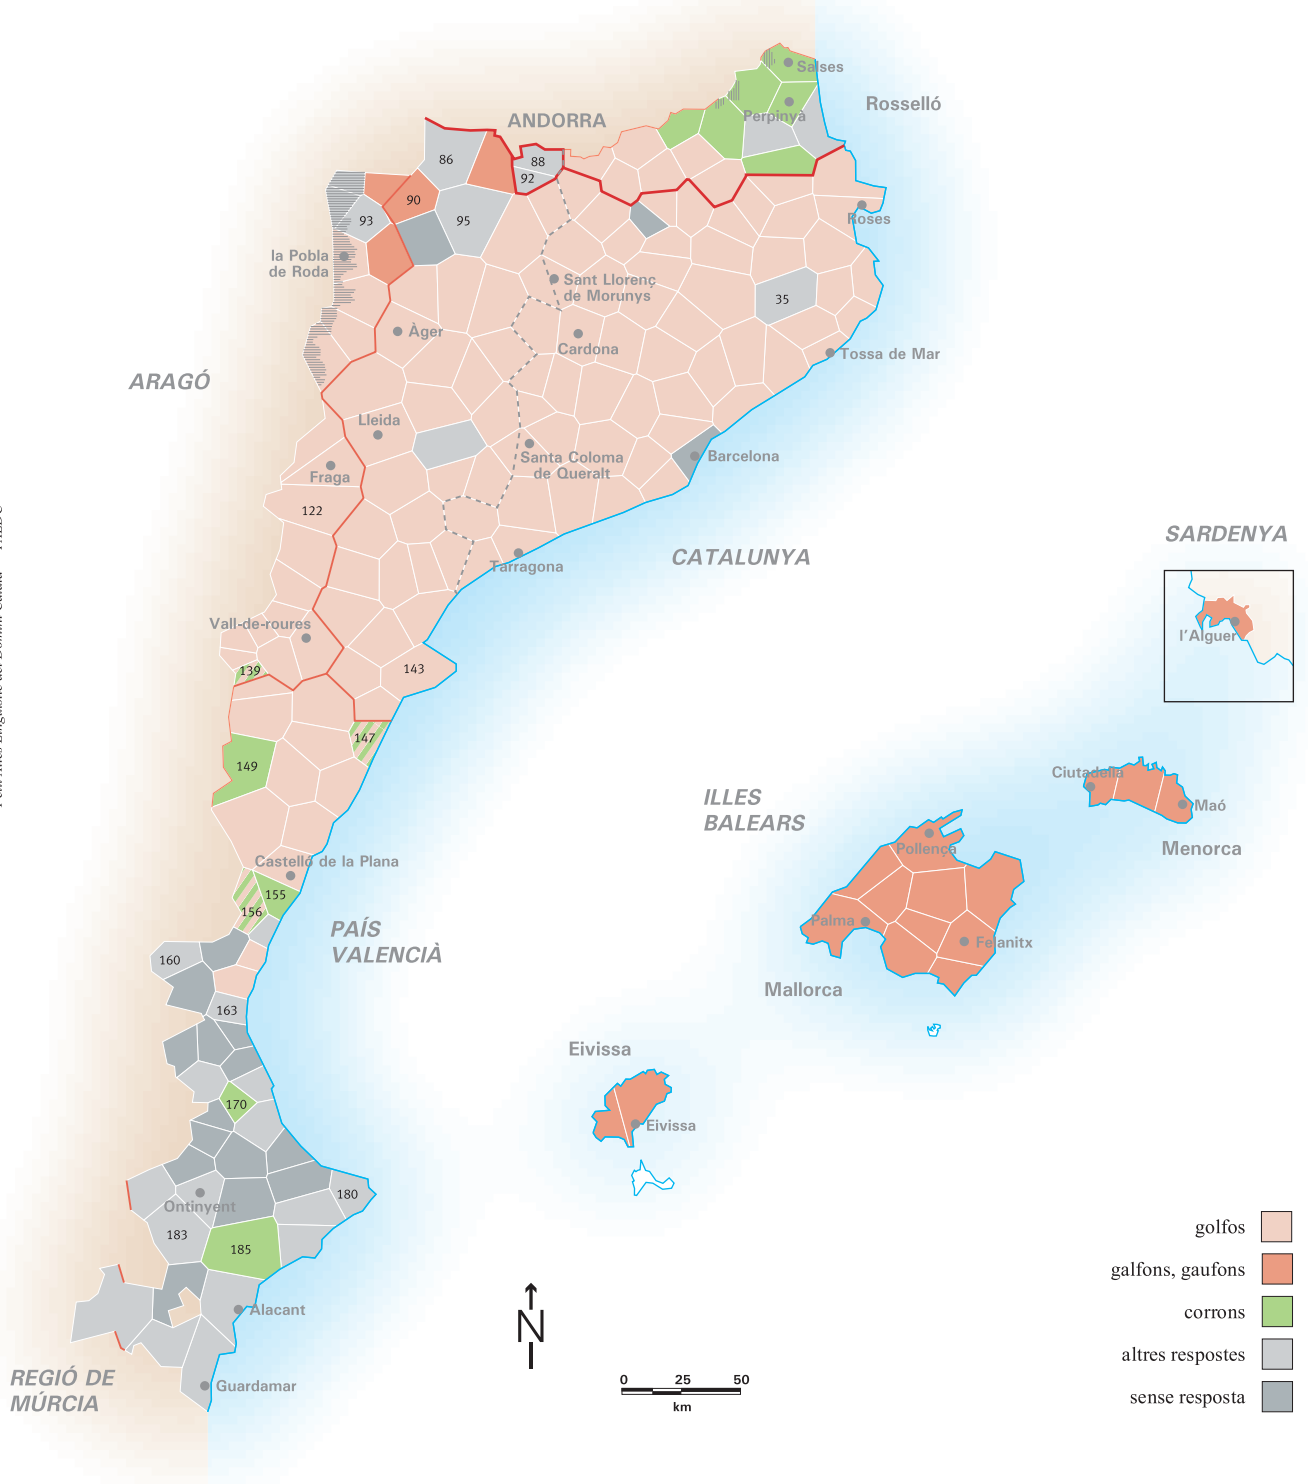 Salses
Rosselló
Perpinyà
ANDORRA
86
88
92
90
93
95
Roses
la Pobla
de Roda
Sant Llorenç
de Morunys
35
Àger
Cardona
Tossa de Mar
ARAGÓ
Lleida
Santa Coloma
de Queralt
Barcelona
Fraga
122
SARDENYA
CATALUNYA
Tarragona
Vall-de-roures
l'Alguer
139
143
147
149
Ciutadella
ILLES
BALEARS
Maó
Pollença
Menorca
Castelló de la Plana
155
156
Palma
PAÍS
VALENCIÀ
Felanitx
160
Mallorca
163
Eivissa
170
Eivissa
180
Ontinyent
183
golfos
185
galfons, gaufons
Alacant
corrons
N
altres respostes
REGIÓ DE
MÚRCIA
Guardamar
0 25 50
km
sense resposta